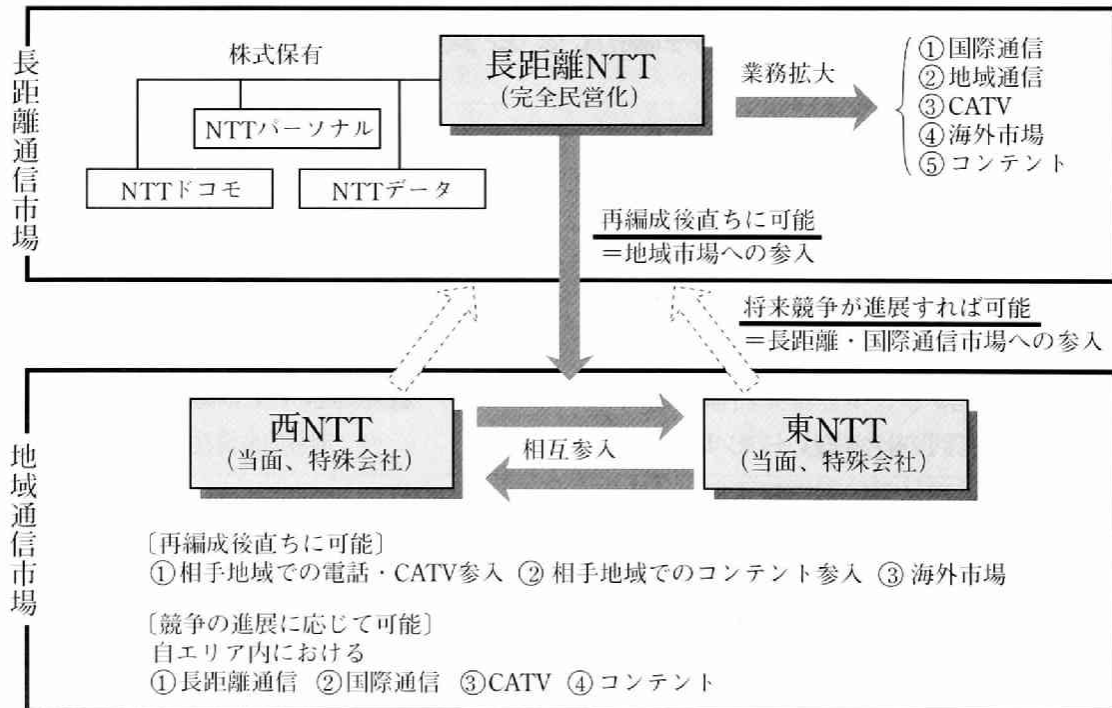 長距離通信市場
株式保有
長距離NTT
(完全民営化)
NTTパーソナル
NTTドコモ
NTTデータ
業務拡大
①国際通信
②地域通信
③CATV
④海外市場
⑤コンテント
再編成後直ちに可能
=地域市場への参入
将来競争が進展すれば可能
=長距離・国際通信市場への参入
地域通信市場
西NTT
(当面、特殊会社)
相互参入
東NTT
(当面、特殊会社)
〔再編成後直ちに可能〕
①相手地域での電話・CATV参入 ②相手地域でのコンテント参入 ③海外市場
〔競争の進展に応じて可能〕
自エリア内における
①長距離通信 ②国際通信 ③CATV ④コンテント